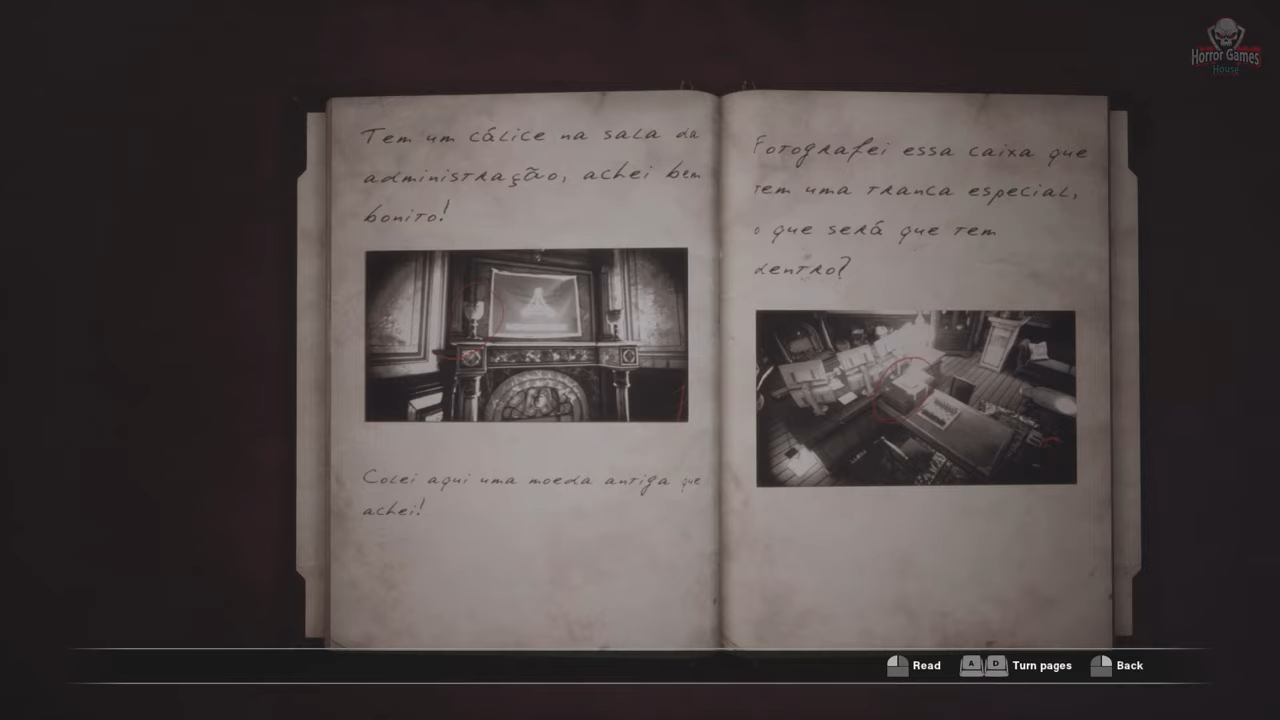 Horror Games
House
Tem um cálice na sala da
administração, achei bem
bonito!
Colei aqui uma moeda antiga que
achei!
Fotografei essa caixa que
tem uma tranca especial,
o que será que tem
dentro?
Read
A D Turn pages
Back